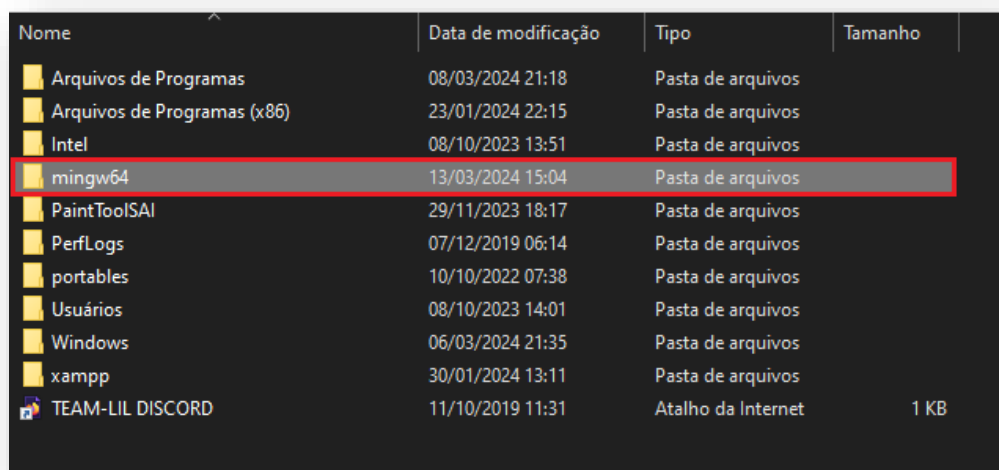 Nome Data de modificação Tipo Tamanho
Arquivos de Programas 08/03/2024 21:18 Pasta de arquivos
Arquivos de Programas (x86) 23/01/2024 22:15 Pasta de arquivos
Intel 08/10/2023 13:51 Pasta de arquivos
mingw64 13/03/2024 15:04 Pasta de arquivos
PaintToolSAI 29/11/2023 18:17 Pasta de arquivos
PerfLogs 07/12/2019 06:14 Pasta de arquivos
portables 10/10/2022 07:38 Pasta de arquivos
Usuários 08/10/2023 14:01 Pasta de arquivos
Windows 06/03/2024 21:35 Pasta de arquivos
xampp 30/01/2024 13:11 Pasta de arquivos
TEAM-LIL DISCORD 11/10/2019 11:31 Atalho da Internet 1 KB